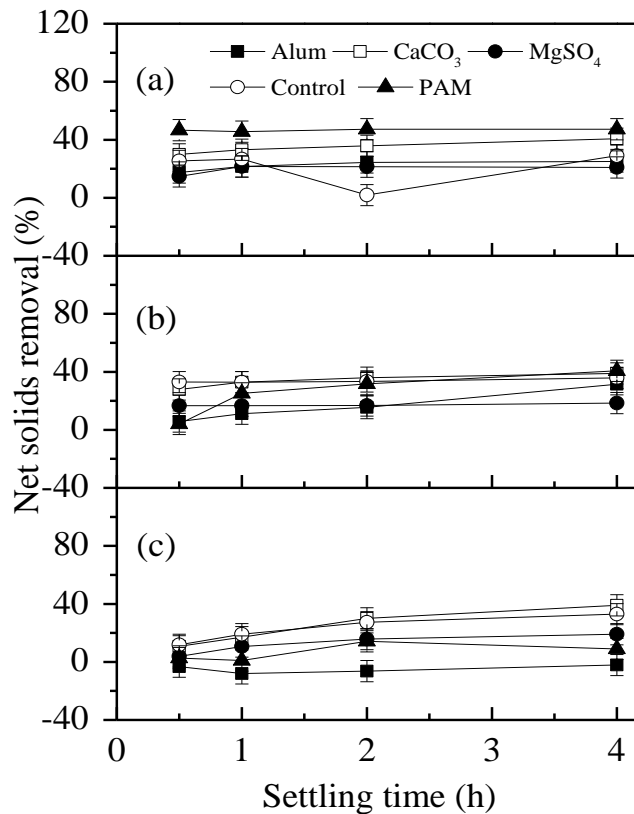 120
(a)
Alum
CaCO₃
MgSO₄
Control
PAM
80
40
0
-40
(b)
80
40
0
-40
(c)
80
40
0
-40
Net solids removal (%)
0
1
2
3
4
Settling time (h)